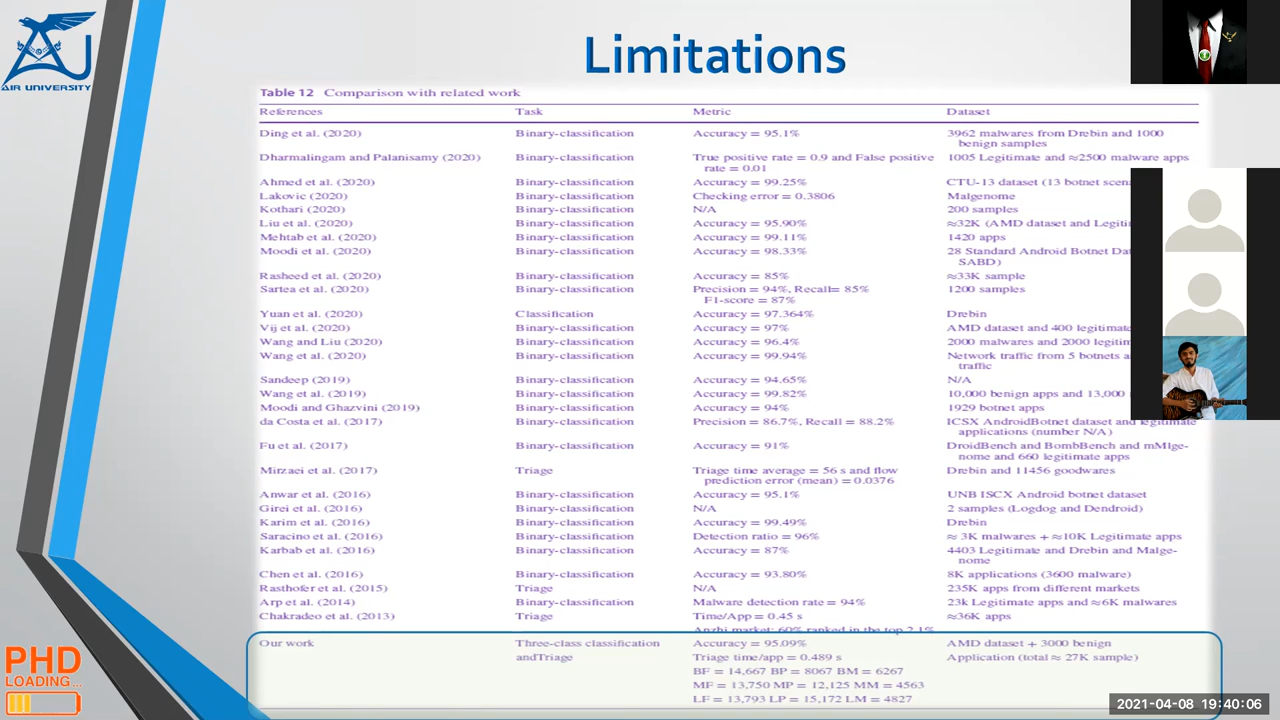 AIR UNIVERSITY
Limitations
Table 12 Comparison with related work
References Task Metric Dataset
Ding et al. (2020) Binary-classification Accuracy = 95.1% 3962 malwares from Drebin and 1000
benign samples
Dharmalingam and Palanisamy (2020) Binary-classification True positive rate = 0.9 and False positive 1005 Legitimate and ≈2500 malware apps
rate = 0.01
Ahmed et al. (2020) Binary-classification Accuracy = 99.25% CTU-13 dataset (13 botnet
Lakovic (2020) Binary-classification Checking error = 0.3806 Malgenome
Kothari (2020) Binary-classification N/A 200 samples
Liu et al. (2020) Binary-classification Accuracy = 95.90% ≈32K (AMD dataset and
Mehtab et al. (2020) Binary-classification Accuracy = 99.11% 1420 apps
Moodi et al. (2020) Binary-classification Accuracy = 98.33% 28 Standard Android Botnet
SABD)
Rasheed et al. (2020) Binary-classification Accuracy = 85% ≈33K sample
Sartea et al. (2020) Binary-classification Precision = 94%, Recall= 85% 1200 samples
F1-score = 87%
Yuan et al. (2020) Classification Accuracy = 97.364% Drebin
Vij et al. (2020) Binary-classification Accuracy = 97% AMD dataset and 400 legitimate
Wang and Liu (2020) Binary-classification Accuracy = 96.4% 2000 malwares and 2000
Wang et al. (2020) Binary-classification Accuracy = 99.94% Network traffic from 5 botnets
traffic
Sandeep (2019) Binary-classification Accuracy = 94.65% N/A
Wang et al. (2019) Binary-classification Accuracy = 99.82% 10,000 benign apps and 13,000
Moodi and Ghazvini (2019) Binary-classification Accuracy = 94% 1929 botnet apps
da Costa et al. (2017) Binary-classification Precision = 86.7%, Recall = 88.2% ICSX AndroidBotnet dataset and legitimate
applications (number N/A)
Fu et al. (2017) Binary-classification Accuracy = 91% DroidBench and BombBench and mMIge-
nome and 660 legitimate apps
Mirzaei et al. (2017) Triage Triage time average = 56 s and flow Drebin and 11456 goodwares
prediction error (mean) = 0.0376
Anwar et al. (2016) Binary-classification Accuracy = 95.1% UNB ISCX Android botnet dataset
Girei et al. (2016) Binary-classification N/A 2 samples (Logdog and Dendroid)
Karim et al. (2016) Binary-classification Accuracy = 99.49% Drebin
Saracino et al. (2016) Binary-classification Detection ratio = 96% ≈ 3K malwares + ≈10K Legitimate apps
Karbab et al. (2016) Binary-classification Accuracy = 87% 4403 Legitimate and Drebin and Malge-
nome
Chen et al. (2016) Binary-classification Accuracy = 93.80% 8K applications (3600 malware)
Rasthofer et al. (2015) Triage N/A 235K apps from different markets
Arp et al. (2014) Binary-classification Malware detection rate = 94% 23k Legitimate apps and ≈6K malwares
Chakradeo et al. (2013) Triage Time/App = 0.45 s ≈36K apps
Anzhi market: 60% ranked in the top 2.1%
Our work Three-class classification Accuracy = 95.09% AMD dataset + 3000 benign
andTriage Triage time/app = 0.489 s Application (total ≈ 27K sample)
BF = 14,667 BP = 8067 BM = 6267
MF = 13,750 MP = 12,125 MM = 4563
LF = 13,793 LP = 15,172 LM = 4827
PHD
LOADING...
2021-04-08 19:40:06